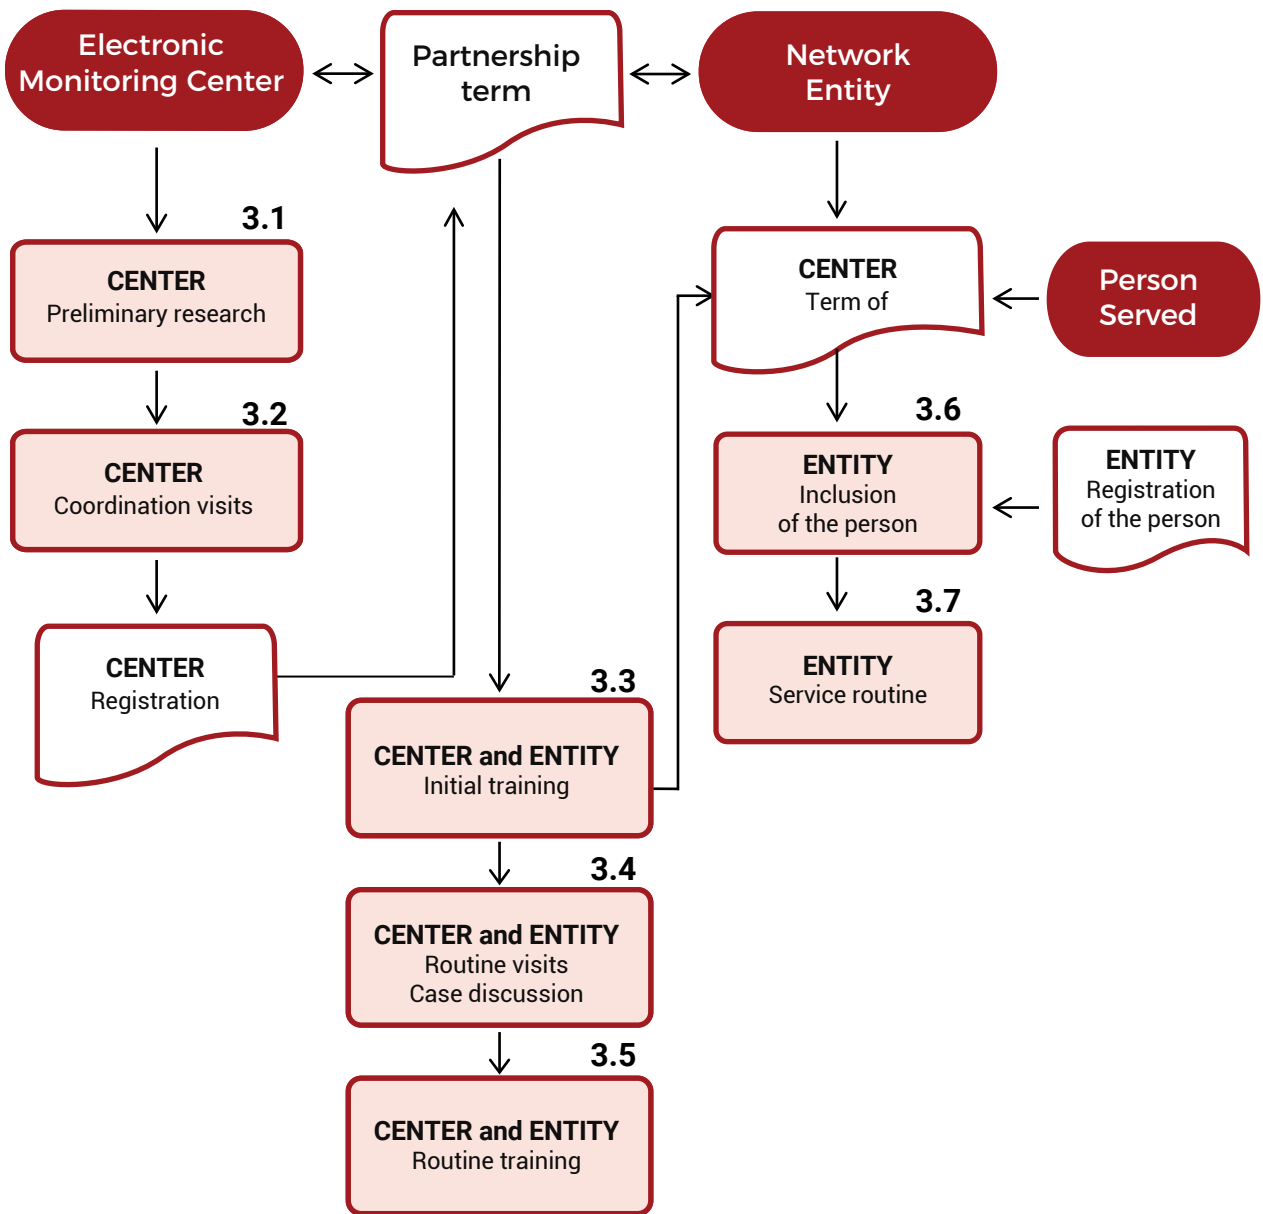 Electronic
Monitoring Center
Partnership
term
Network
Entity
3.1
CENTER
Preliminary research
3.2
CENTER
Coordination visits
CENTER
Registration
3.3
CENTER and ENTITY
Initial training
3.4
CENTER and ENTITY
Routine visits
Case discussion
3.5
CENTER and ENTITY
Routine training
CENTER
Term of
Person
Served
3.6
ENTITY
Inclusion
of the person
ENTITY
Registration
of the person
3.7
ENTITY
Service routine